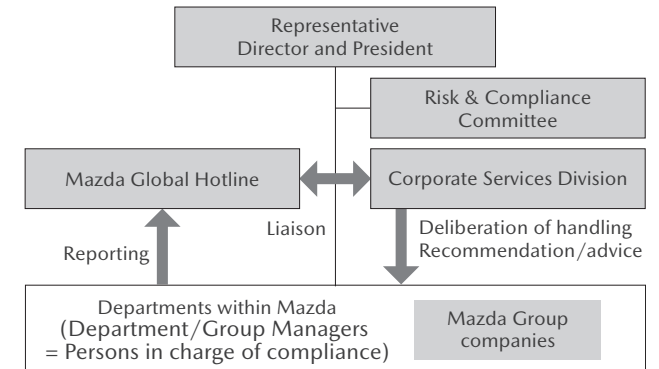 Representative
Director and President
Risk & Compliance
Committee
Mazda Global Hotline
Corporate Services Division
Liaison
Deliberation of handling
Recommendation/advice
Reporting
Departments within Mazda
(Department/Group Managers
= Persons in charge of compliance)
Mazda Group
companies